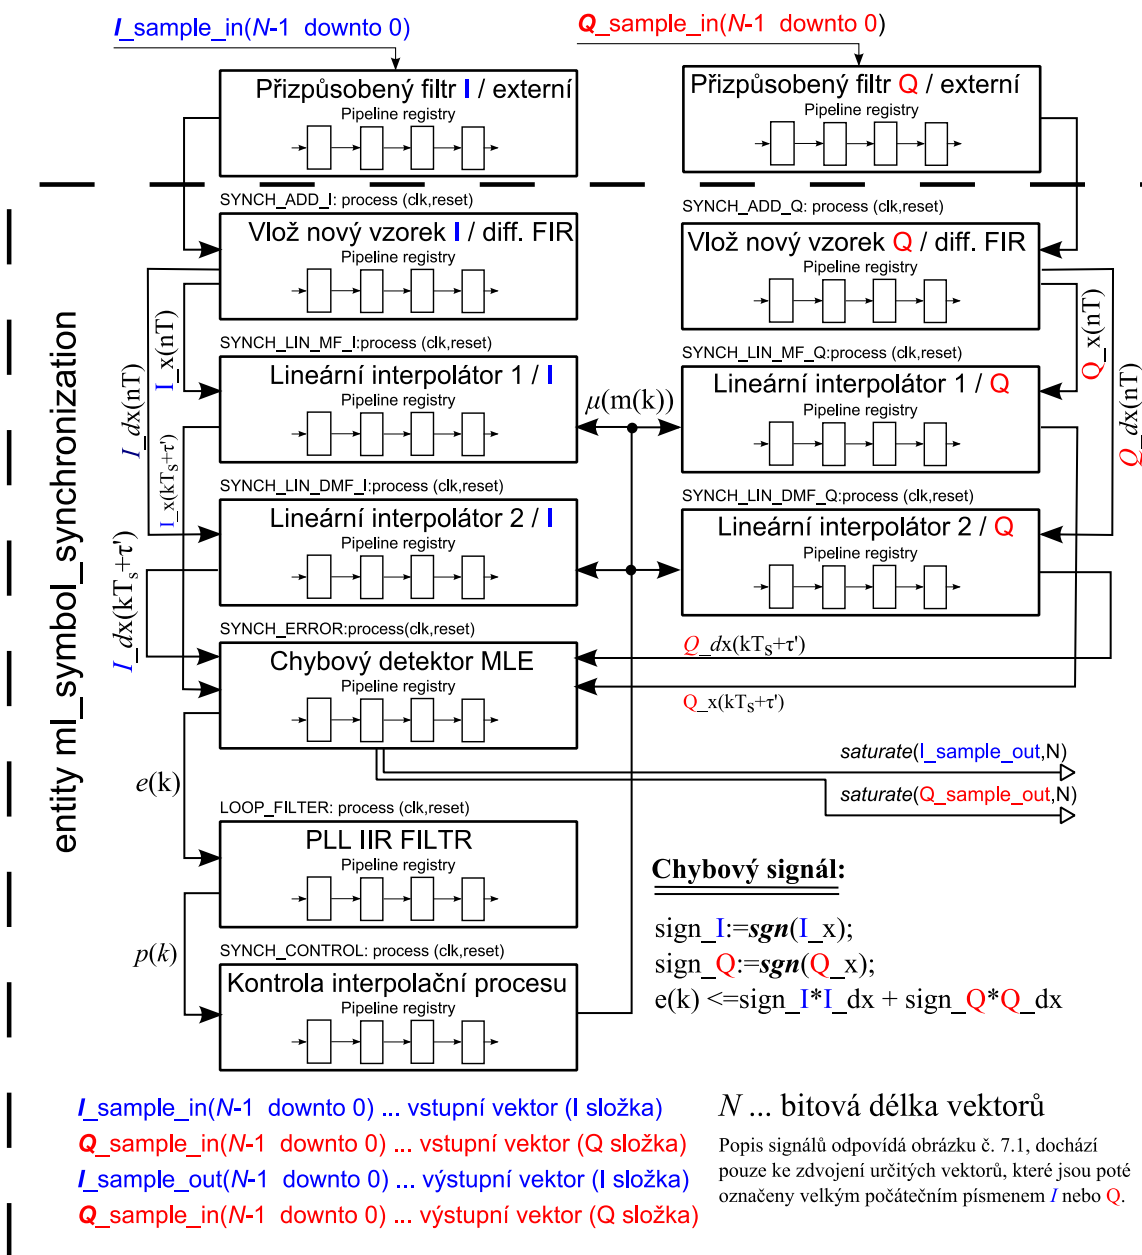 I_sample_in(N-1 downto 0)
Q_sample_in(N-1 downto 0)
Přizpůsobený filtr I / externí
Pipeline registry
Přizpůsobený filtr Q / externí
Pipeline registry
SYNCH_ADD_I: process (clk,reset)
Vlož nový vzorek I / diff. FIR
Pipeline registry
SYNCH_ADD_Q: process (clk,reset)
Vlož nový vzorek Q / diff. FIR
Pipeline registry
I_x(nT)
I_dx(nT)
Q_x(nT)
Q_dx(nT)
SYNCH_LIN_MF_I:process (clk,reset)
Lineární interpolátor 1 / I
Pipeline registry
μ(m(k))
SYNCH_LIN_MF_Q:process (clk,reset)
Lineární interpolátor 1 / Q
Pipeline registry
I_x(kTs+τ')
SYNCH_LIN_DMF_I:process (clk,reset)
Lineární interpolátor 2 / I
Pipeline registry
SYNCH_LIN_DMF_Q:process (clk,reset)
Lineární interpolátor 2 / Q
Pipeline registry
I_dx(kTs+τ')
entity ml_symbol_synchronization
SYNCH_ERROR:process(clk,reset)
Chybový detektor MLE
Pipeline registry
Q_dx(kTs+τ')
Q_x(kTs+τ')
e(k)
saturate(I_sample_out,N)
saturate(Q_sample_out,N)
LOOP_FILTER: process (clk,reset)
PLL IIR FILTR
Pipeline registry
p(k)
SYNCH_CONTROL: process (clk,reset)
Kontrola interpolační procesu
Pipeline registry
Chybový signál:
sign_I:=sgn(I_x);
sign_Q:=sgn(Q_x);
e(k) <=sign_I*I_dx + sign_Q*Q_dx
I_sample_in(N-1 downto 0) ... vstupní vektor (I složka)
Q_sample_in(N-1 downto 0) ... vstupní vektor (Q složka)
I_sample_out(N-1 downto 0) ... výstupní vektor (I složka)
Q_sample_in(N-1 downto 0) ... výstupní vektor (Q složka)
N ... bitová délka vektorů
Popis signálů odpovídá obrázku č. 7.1, dochází
pouze ke zdvojení určitých vektorů, které jsou poté
označeny velkým počátečním písmenem I nebo Q.